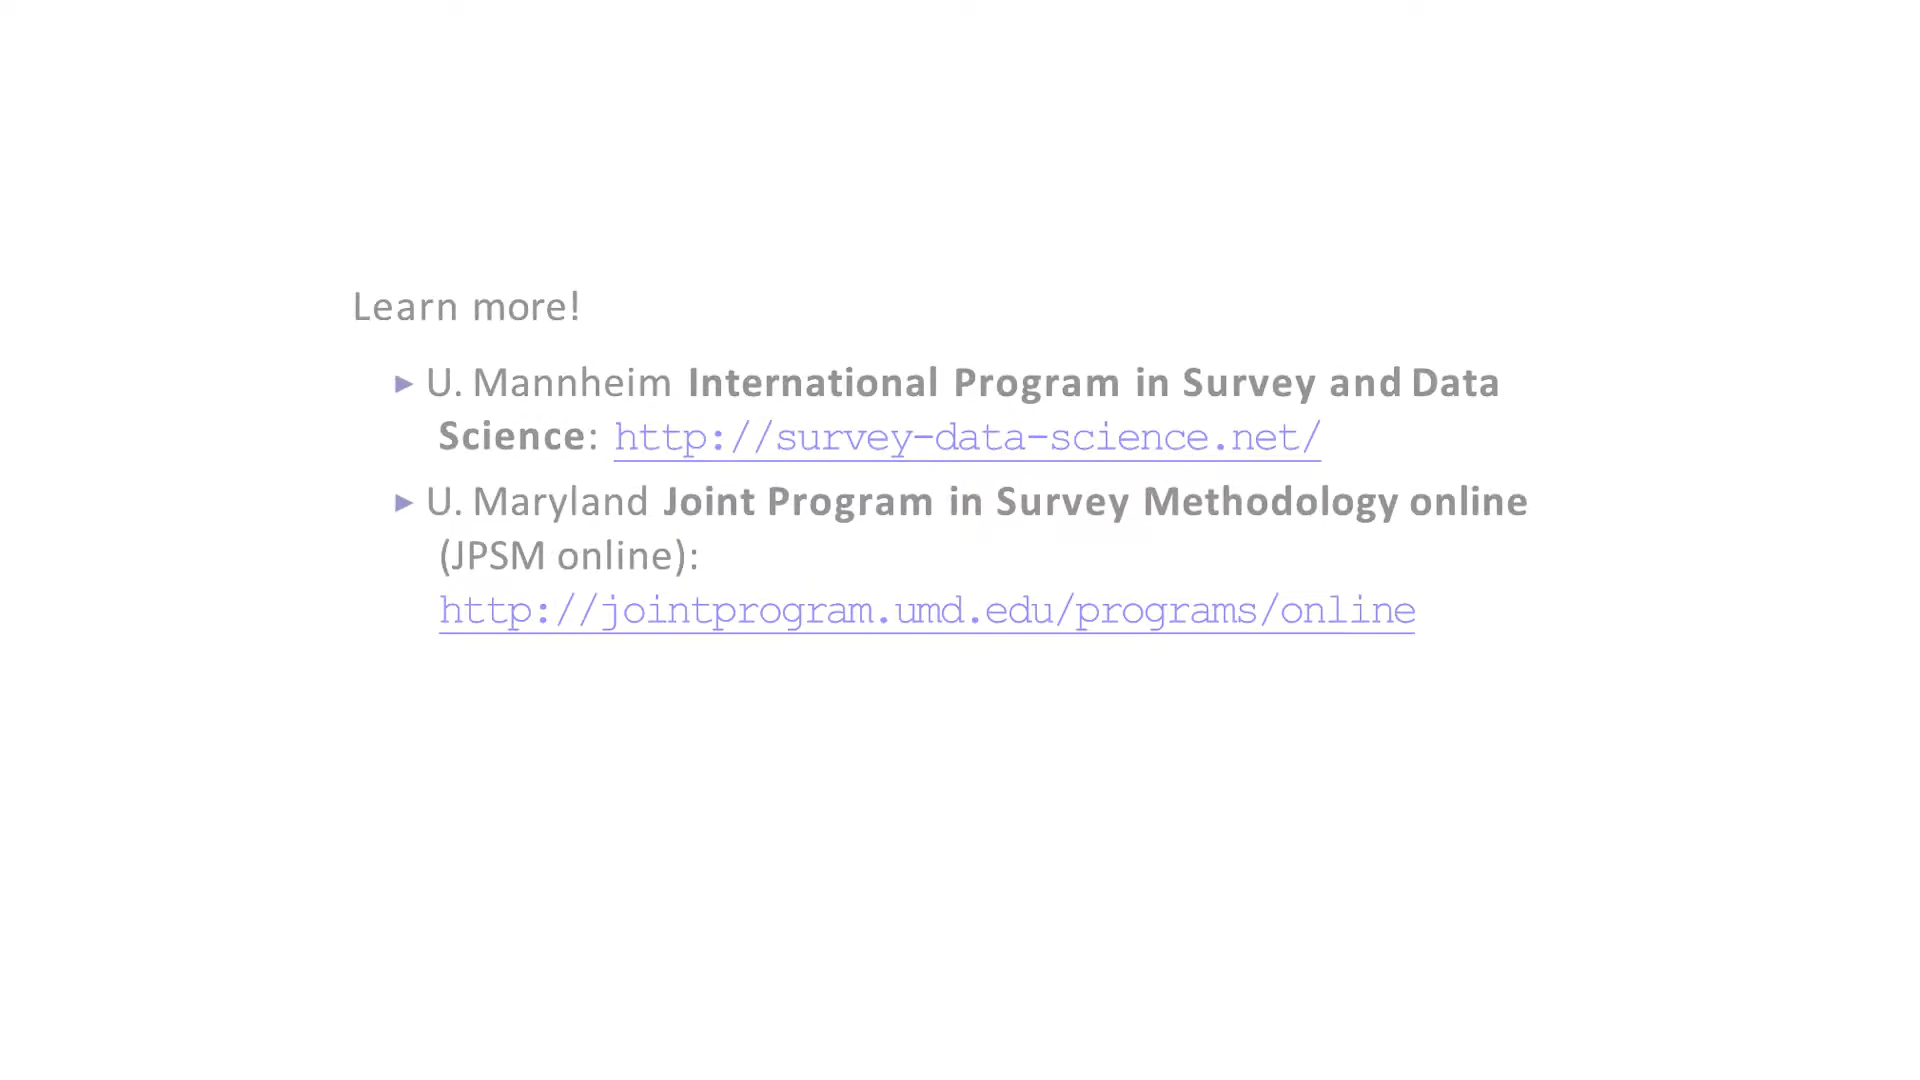 Learn more!
▶ U. Mannheim International Program in Survey and Data
Science: http://survey-data-science.net/
▶ U. Maryland Joint Program in Survey Methodology online
(JPSM online):
http://jointprogram.umd.edu/programs/online